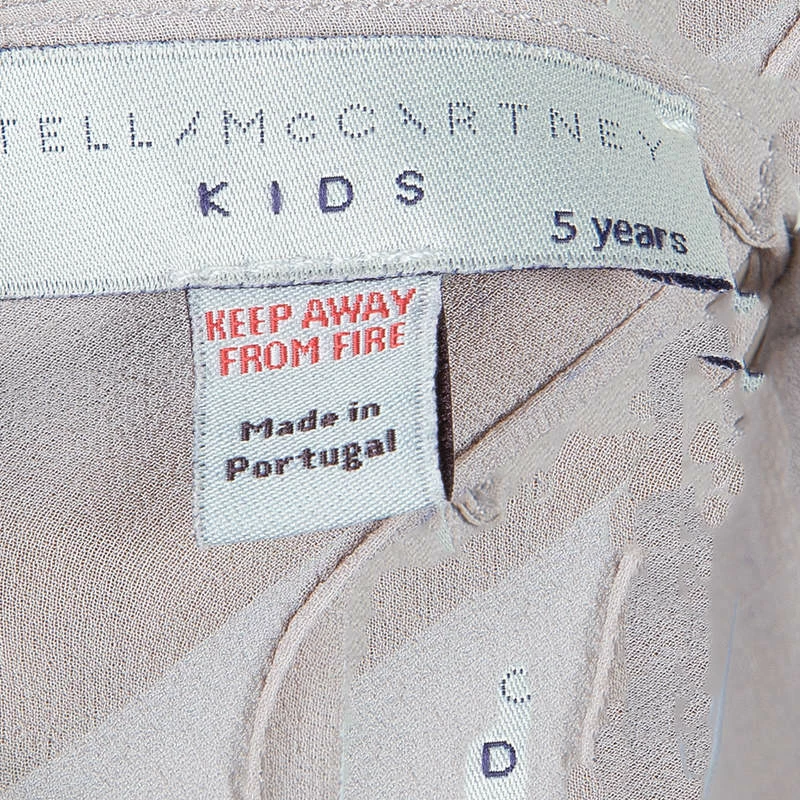 TELLA McCARTNEY
KIDS
5 years
KEEP AWAY
FROM FIRE
Made in
Portugal
C
D